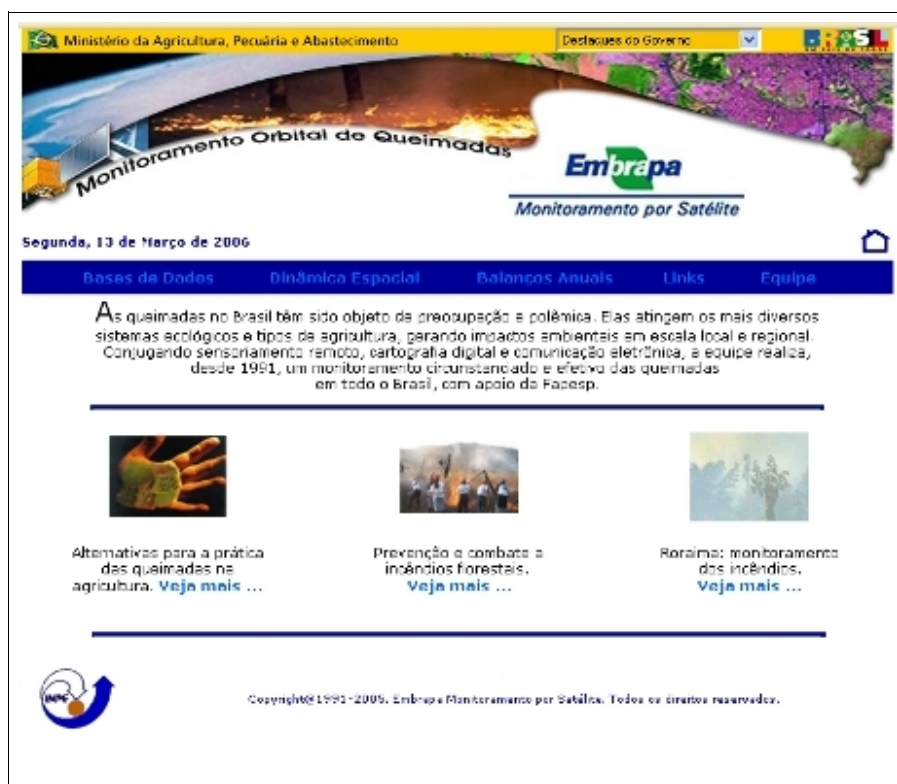 Ministério da Agricultura, Pecuária e Abastecimento
Destaques do Governo
BRASIL
Monitoramento Orbital de Queimadas
Embrapa
Monitoramento por Satélite
Segunda, 13 de Março de 2006
Bases de Dados Dinâmica Espacial Balanços Anuais Links Equipe
As queimadas no Brasil têm sido objeto de preocupação e polêmica. Elas atingem os mais diversos
sistemas ecológicos e tipos de agricultura, gerando impactos ambientais em escala local e regional.
Conjugando sensoriamento remoto, cartografia digital e comunicação eletrônica, a equipe realiza,
desde 1991, um monitoramento circunstanciado e efetivo das queimadas
em todo o Brasil, com apoio da Fapesp.
Alternativas para a prática
das queimadas na
agricultura. Veja mais ...
Prevenção e combate a
incêndios florestais.
Veja mais ...
Roraima: monitoramento
dos incêndios.
Veja mais ...
Copyright@1991-2005. Embrapa Monitoramento por Satélite. Todos os direitos reservados.